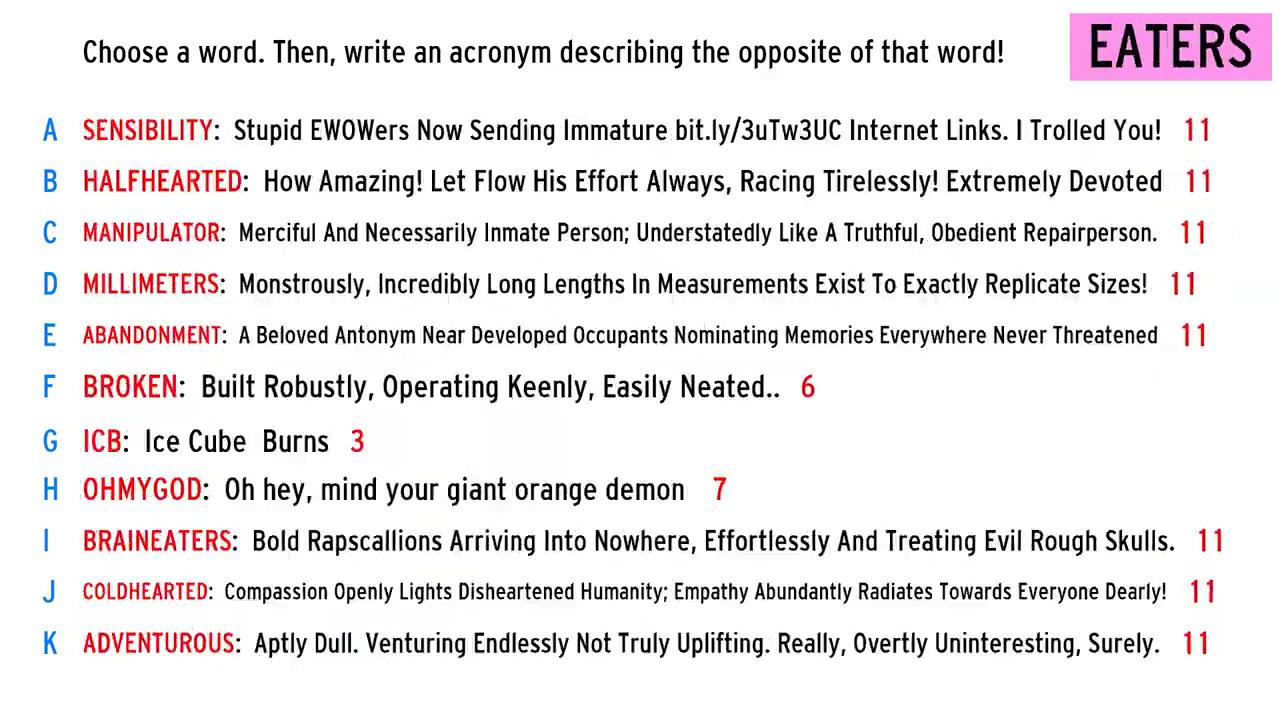 Choose a word. Then, write an acronym describing the opposite of that word!
EATERS
A SENSIBILITY: Stupid EWOWers Now Sending Immature bit.ly/3uTw3UC Internet Links. I Trolled You! 11
B HALFHEARTED: How Amazing! Let Flow His Effort Always, Racing Tirelessly! Extremely Devoted 11
C MANIPULATOR: Merciful And Necessarily Inmate Person; Understatedly Like A Truthful, Obedient Repairperson. 11
D MILLIMETERS: Monstrously, Incredibly Long Lengths In Measurements Exist To Exactly Replicate Sizes! 11
E ABANDONMENT: A Beloved Antonym Near Developed Occupants Nominating Memories Everywhere Never Threatened 11
F BROKEN: Built Robustly, Operating Keenly, Easily Neated.. 6
G ICB: Ice Cube Burns 3
H OHMYGOD: Oh hey, mind your giant orange demon 7
I BRAINEATERS: Bold Rapscallions Arriving Into Nowhere, Effortlessly And Treating Evil Rough Skulls. 11
J COLDHEARTED: Compassion Openly Lights Disheartened Humanity; Empathy Abundantly Radiates Towards Everyone Dearly! 11
K ADVENTUROUS: Aptly Dull. Venturing Endlessly Not Truly Uplifting. Really, Overtly Uninteresting, Surely. 11